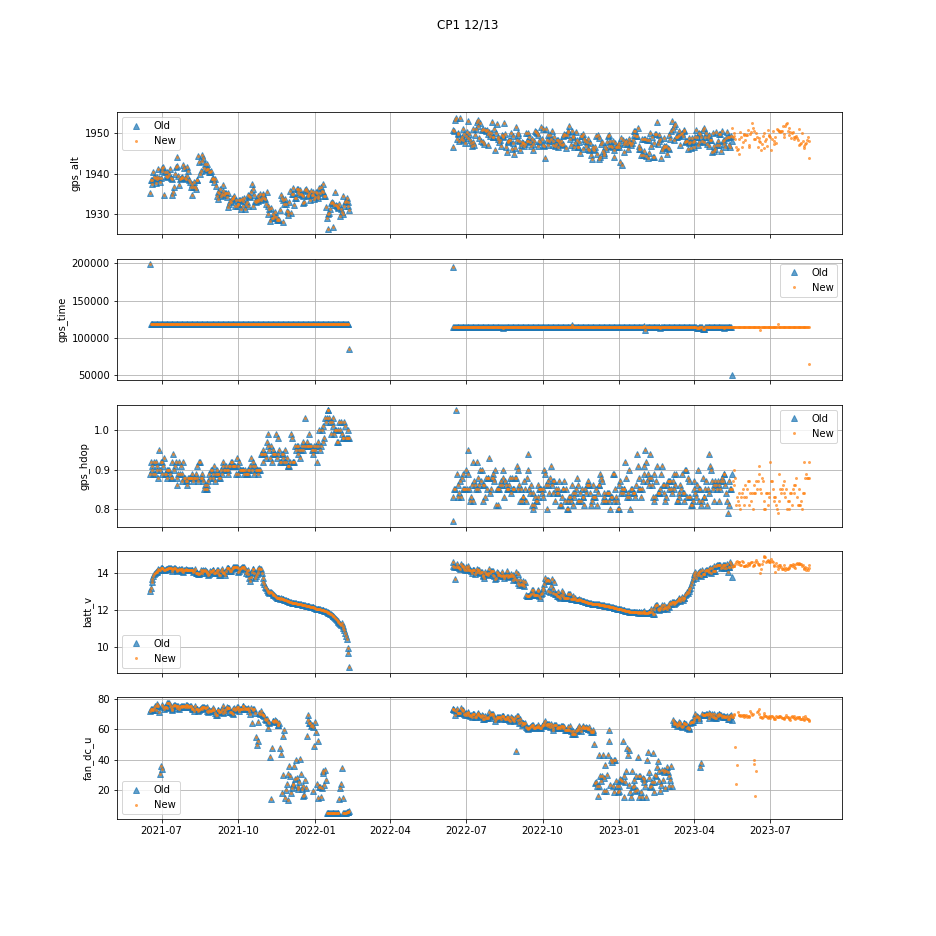 CP1 12/13
gps_alt
1950
1940
1930
Old
New
gps_time
200000
150000
100000
50000
Old
New
gps_hdop
1.0
0.9
0.8
Old
New
batt_v
14
12
10
Old
New
fan_dc_u
80
60
40
20
Old
New
2021-07 2021-10 2022-01 2022-04 2022-07 2022-10 2023-01 2023-04 2023-07